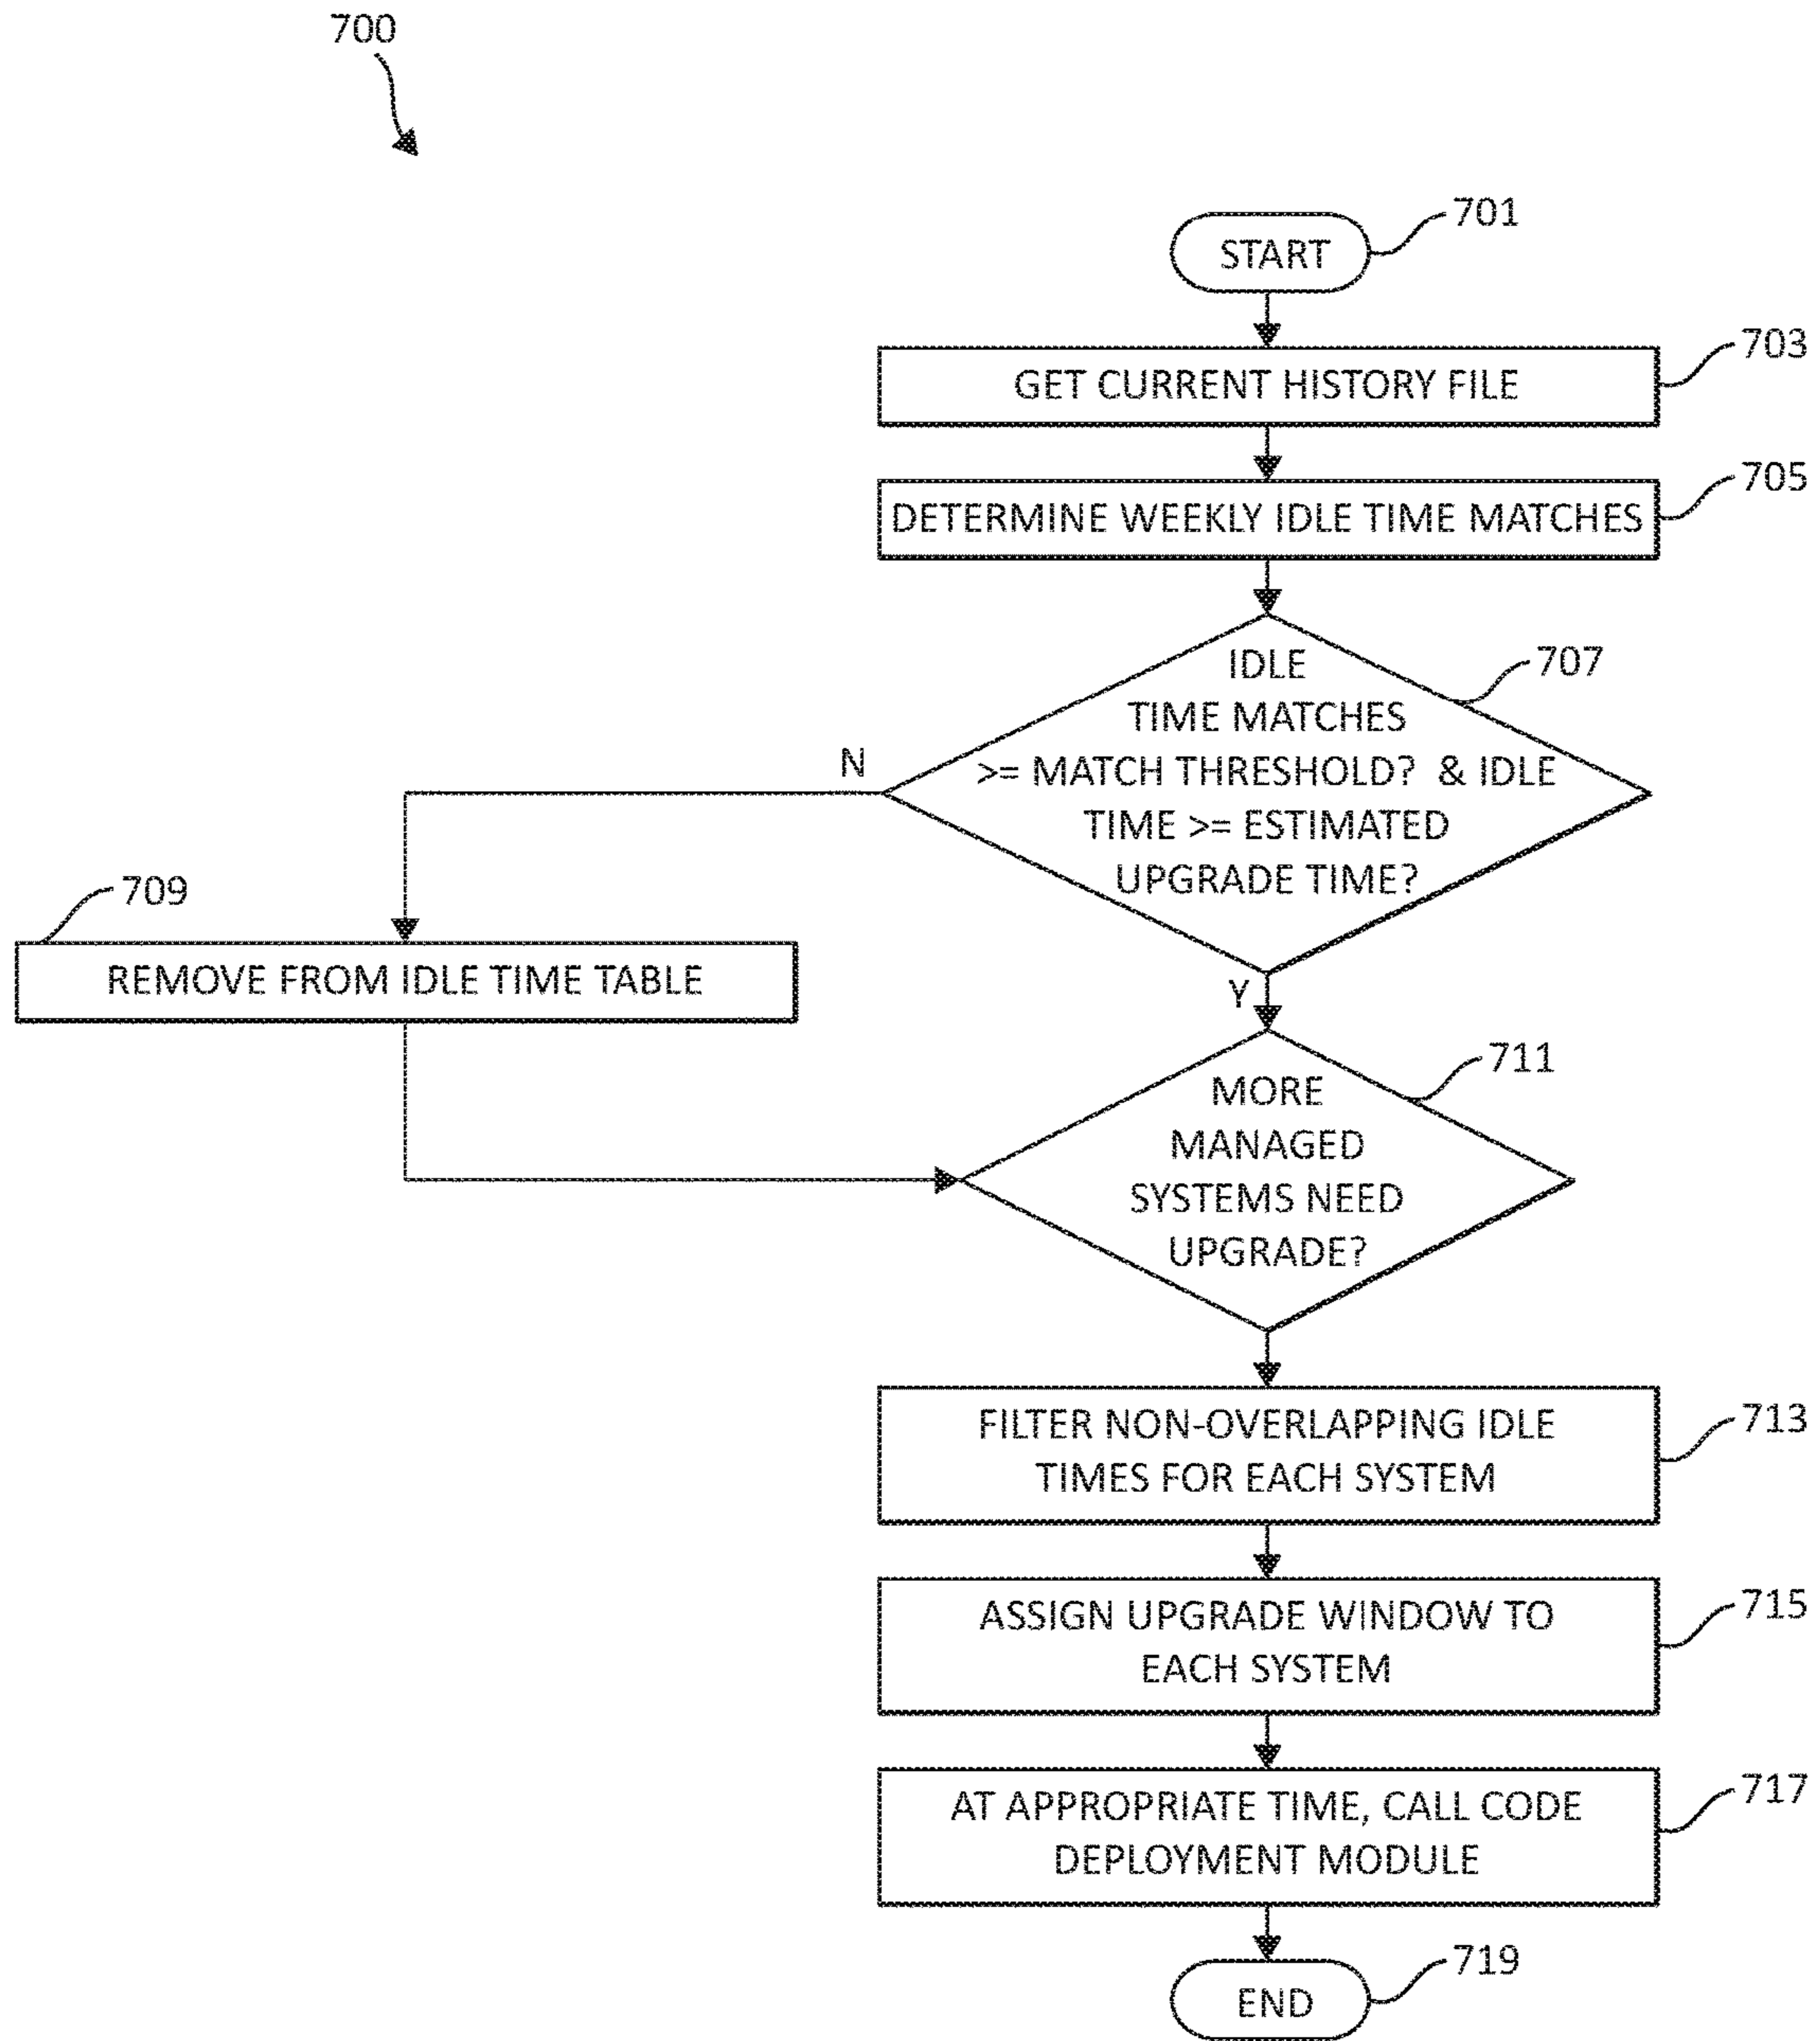 700
701
START
703
GET CURRENT HISTORY FILE
705
DETERMINE WEEKLY IDLE TIME MATCHES
707
IDLE
TIME MATCHES
>= MATCH THRESHOLD? & IDLE
TIME >= ESTIMATED
UPGRADE TIME?
N
709
REMOVE FROM IDLE TIME TABLE
Y
711
MORE
MANAGED
SYSTEMS NEED
UPGRADE?
713
FILTER NON-OVERLAPPING IDLE
TIMES FOR EACH SYSTEM
715
ASSIGN UPGRADE WINDOW TO
EACH SYSTEM
717
AT APPROPRIATE TIME, CALL CODE
DEPLOYMENT MODULE
719
END